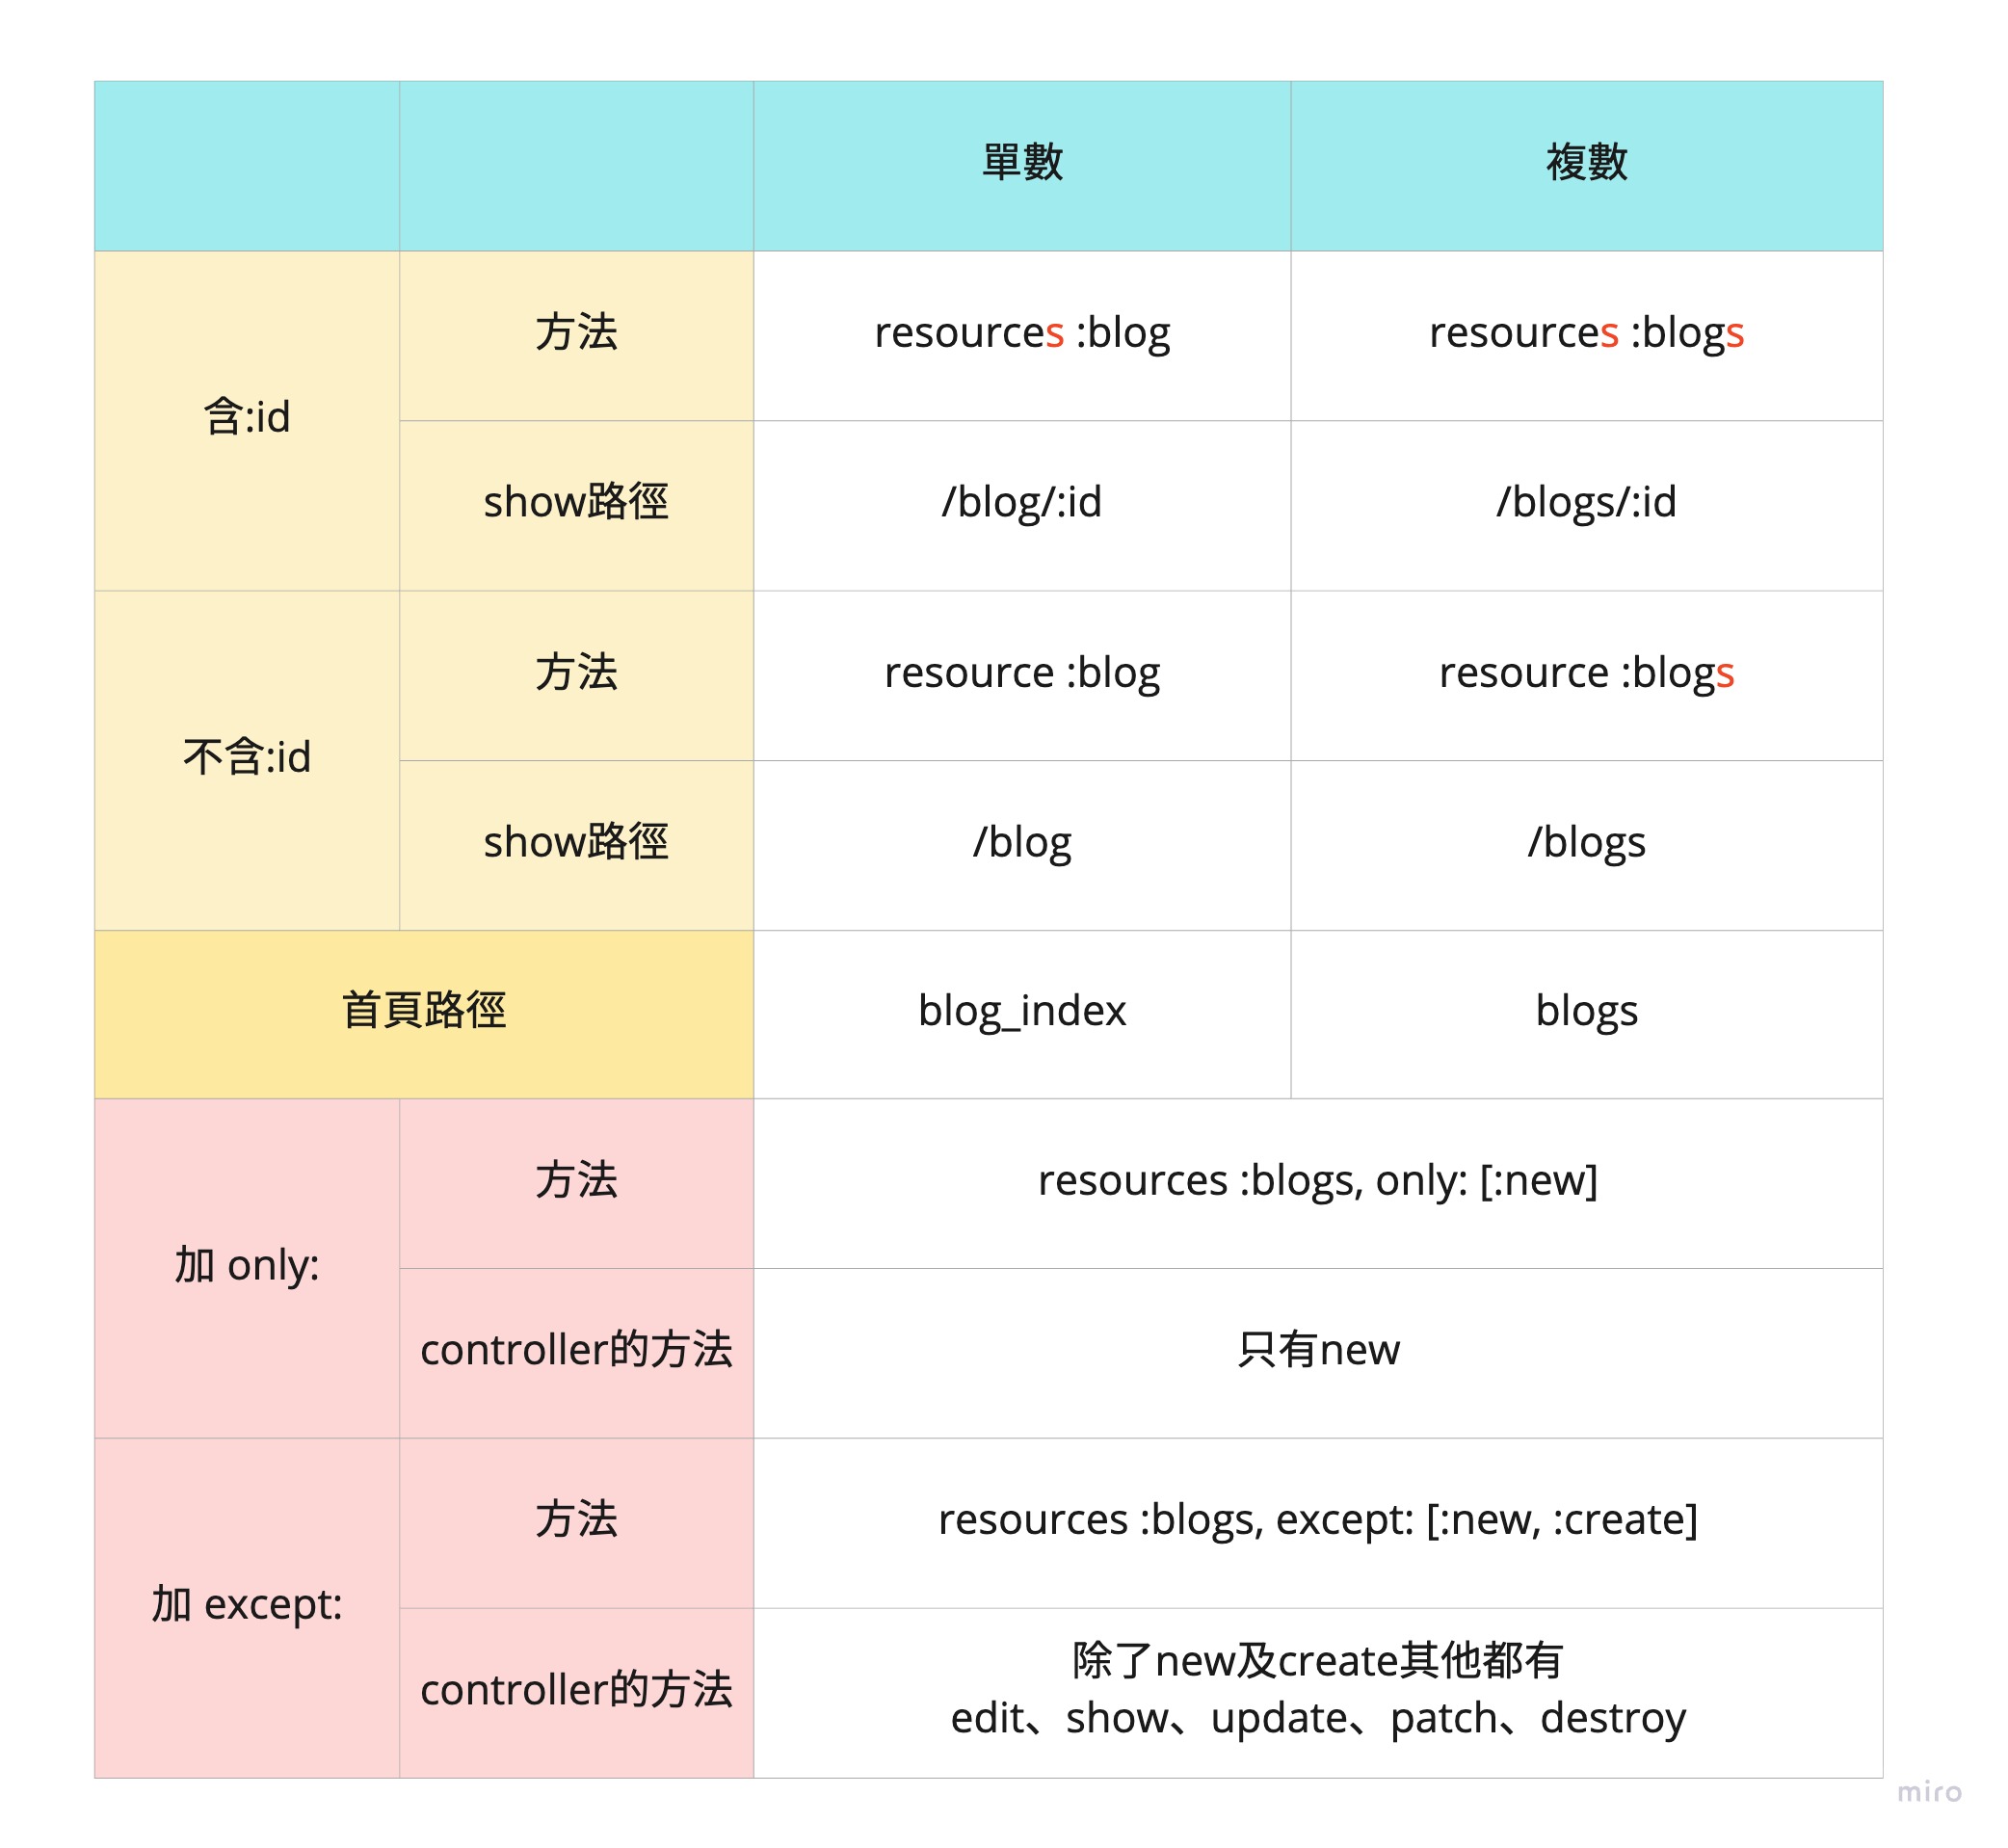 單數
複數
含:id
方法
resources :blog
resources :blogs
show路徑
/blog/:id
/blogs/:id
不含:id
方法
resource :blog
resource :blogs
show路徑
/blog
/blogs
首頁路徑
blog_index
blogs
加 only:
方法
resources :blogs, only: [:new]
controller的方法
只有new
加 except:
方法
resources :blogs, except: [:new, :create]
controller的方法
除了new及create其他都有
edit、show、update、patch、destroy
miro